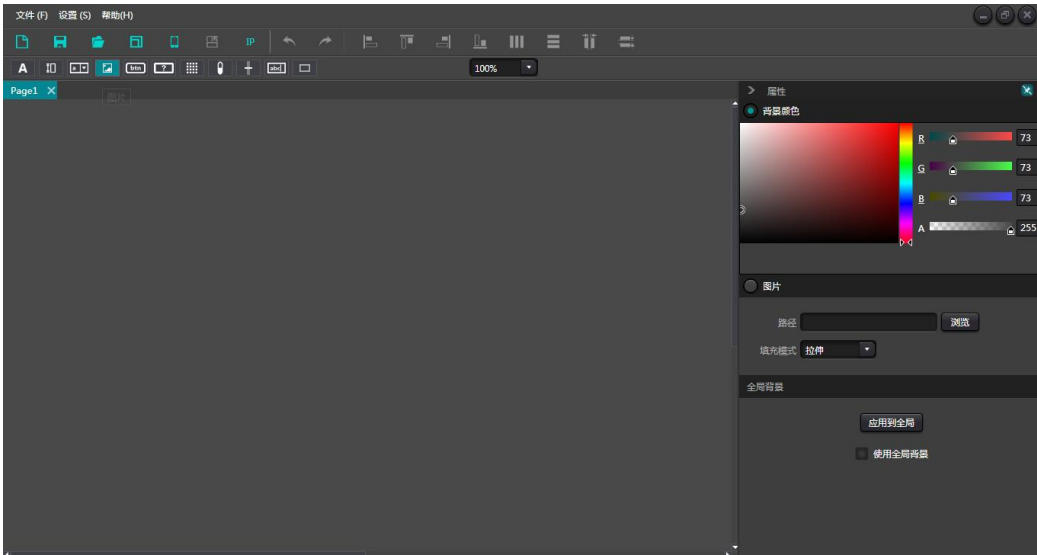 文件 (F) 设置 (S) 帮助(H)
IP
A btn ? abc 100%
Page1
图片
属性
背景颜色
R 73
G 73
B 73
A 255
图片
路径 浏览
填充模式 拉伸
全局背景
应用到全局
使用全局背景